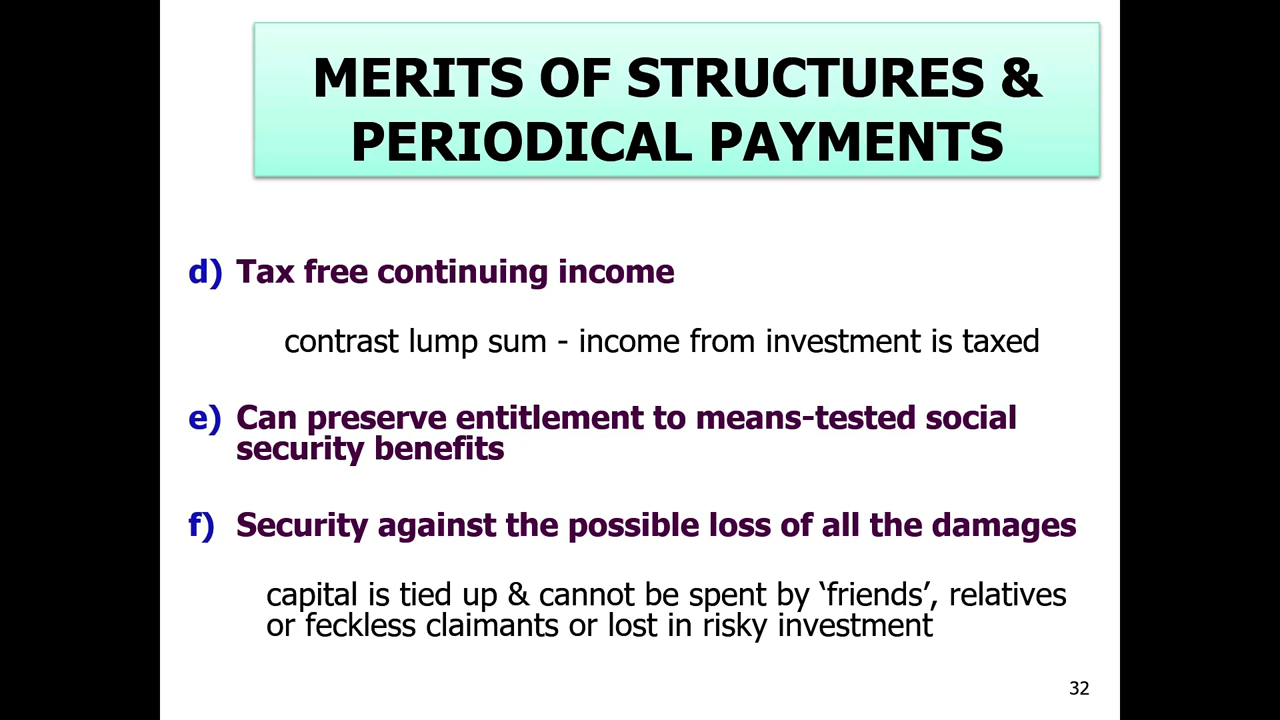 MERITS OF STRUCTURES &
PERIODICAL PAYMENTS
d) Tax free continuing income
contrast lump sum - income from investment is taxed
e) Can preserve entitlement to means-tested social
security benefits
f) Security against the possible loss of all the damages
capital is tied up & cannot be spent by ‘friends’, relatives
or feckless claimants or lost in risky investment
32